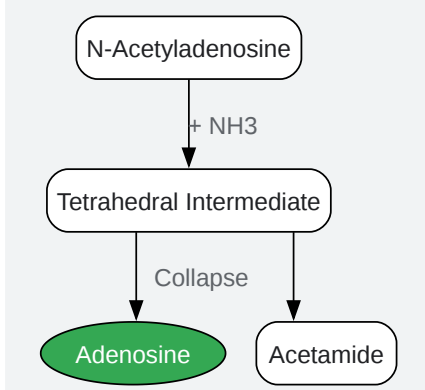 N-Acetyladenosine
+ NH3
Tetrahedral Intermediate
Collapse
Adenosine
Acetamide